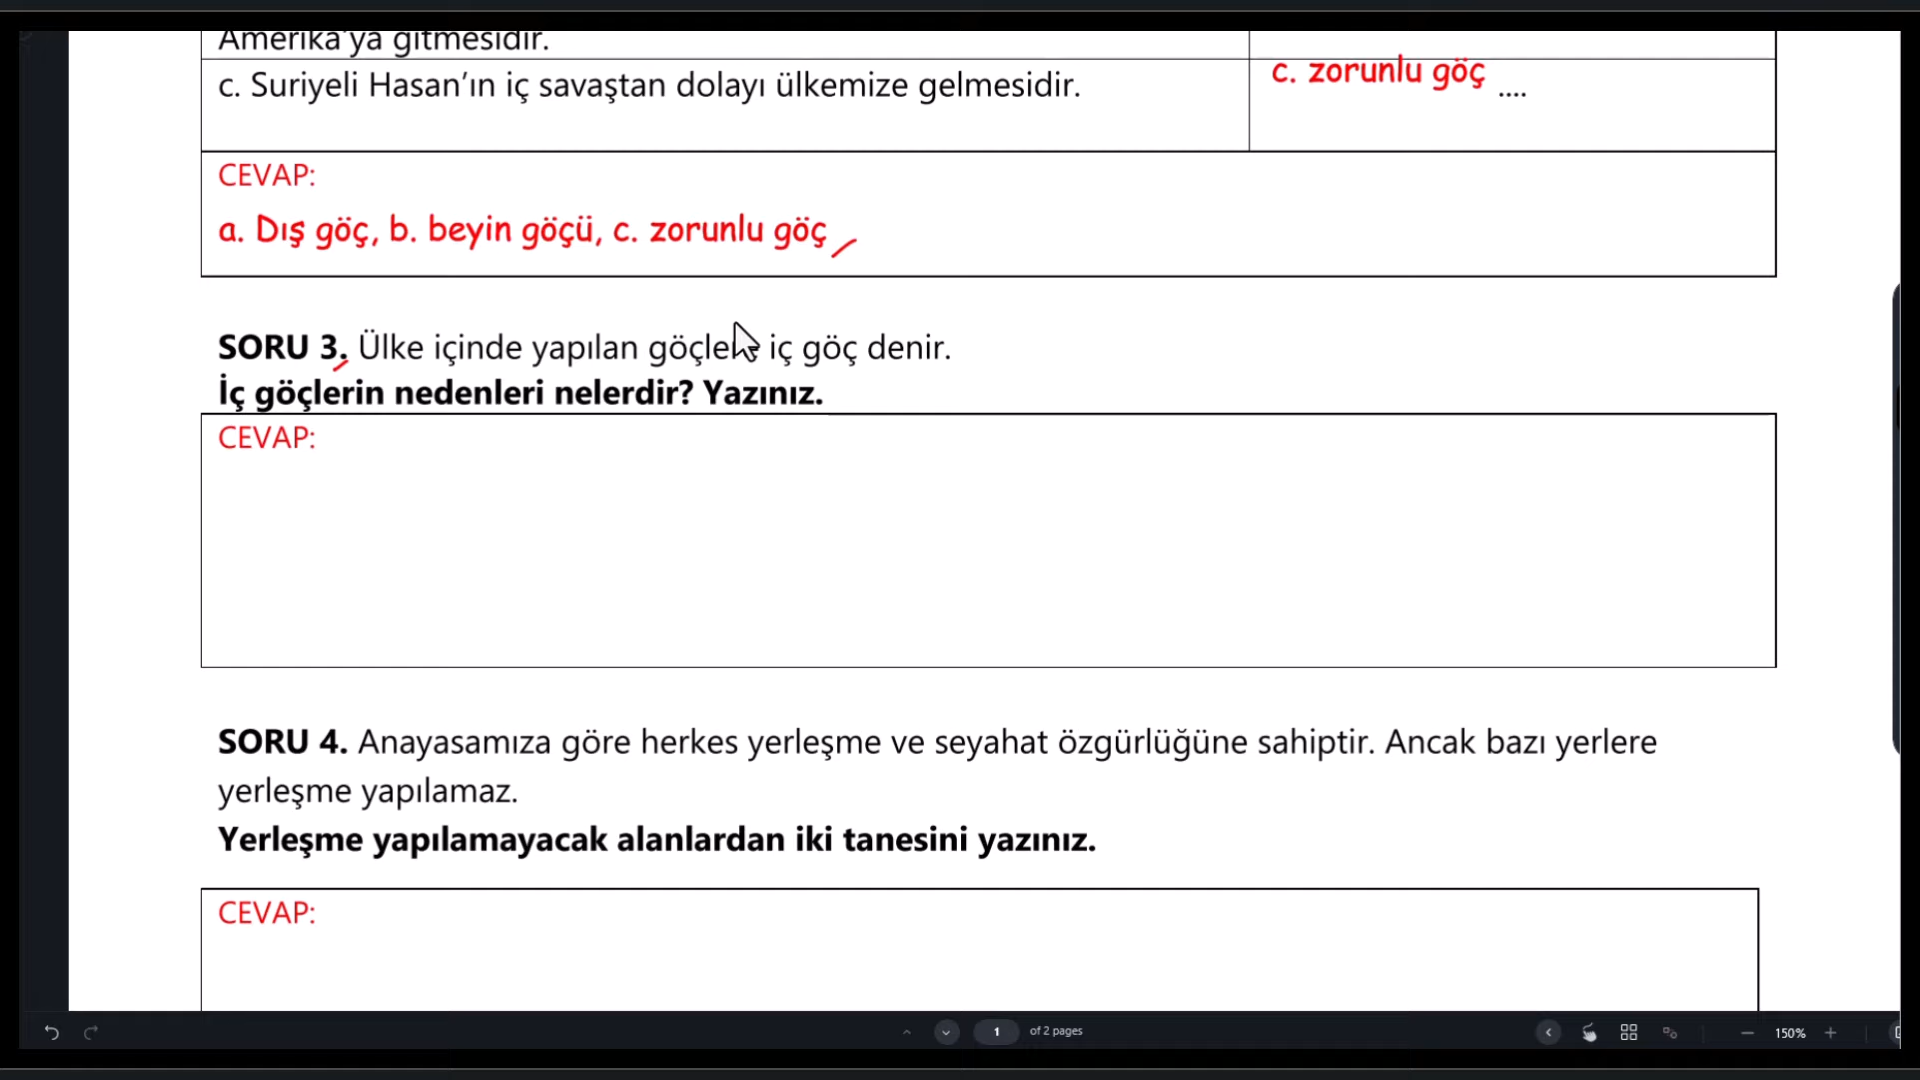 Amerika'ya gitmesidir.
c. Suriyeli Hasan'ın iç savaştan dolayı ülkemize gelmesidir.
c. zorunlu göç ....
CEVAP:
a. Dış göç, b. beyin göçü, c. zorunlu göç
SORU 3. Ülke içinde yapılan iç göç denir.
İç göçlerin nedenleri nelerdir? Yazınız.
CEVAP:
SORU 4. Anayasamıza göre herkes yerleşme ve seyahat özgürlüğüne sahiptir. Ancak bazı yerlere
yerleşme yapılamaz.
Yerleşme yapılamayacak alanlardan iki tanesini yazınız.
CEVAP:
1 of 2 pages
150%